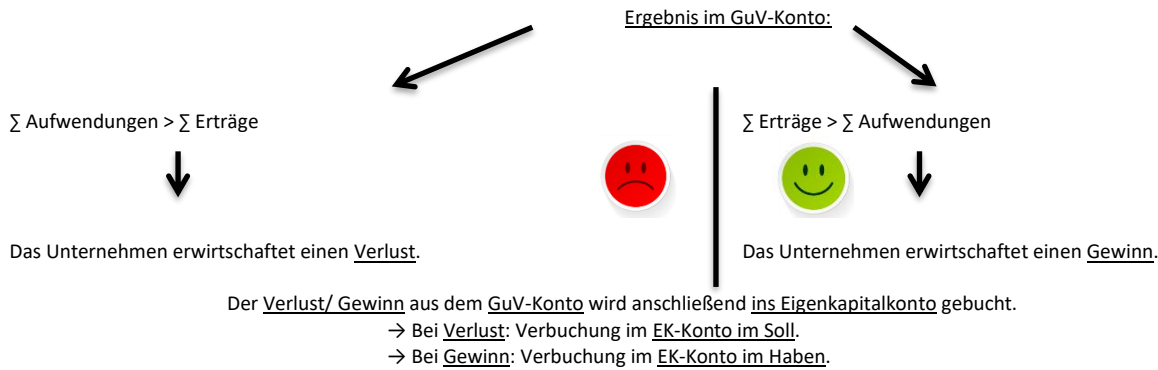 Ergebnis im GuV-Konto:
∑ Aufwendungen > ∑ Erträge
∑ Erträge > ∑ Aufwendungen
Das Unternehmen erwirtschaftet einen Verlust.
Das Unternehmen erwirtschaftet einen Gewinn.
Der Verlust/ Gewinn aus dem GuV-Konto wird anschließend ins Eigenkapitalkonto gebucht.
→ Bei Verlust: Verbuchung im EK-Konto im Soll.
→ Bei Gewinn: Verbuchung im EK-Konto im Haben.